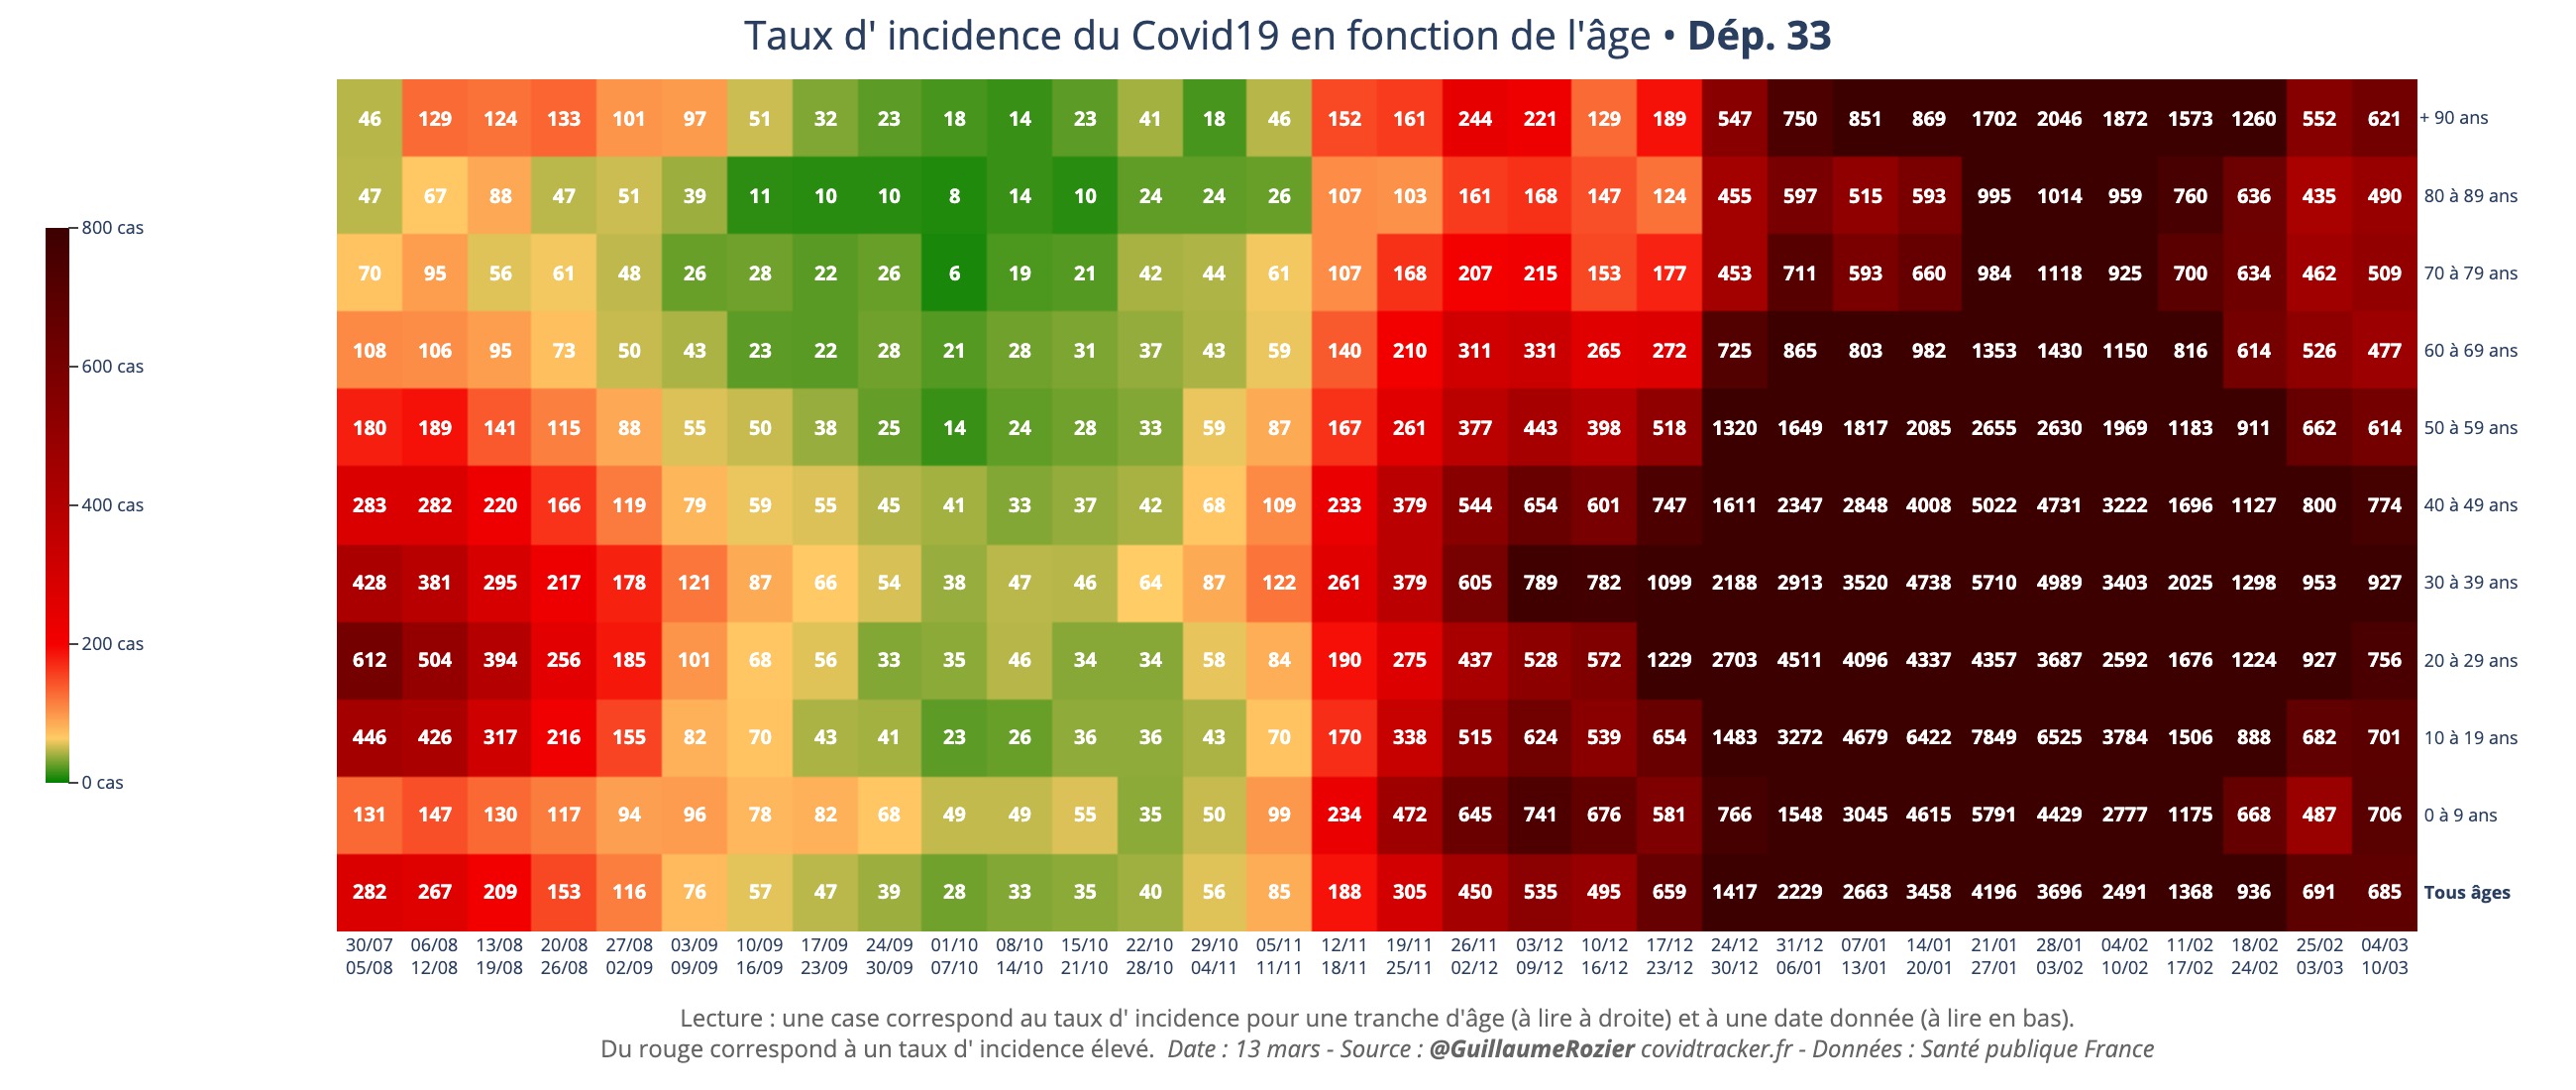 Taux d' incidence du Covid19 en fonction de l'âge • Dép. 33
800 cas
600 cas
400 cas
200 cas
0 cas
46 129 124 133 101 97 51 32 23 18 14 23 41 18 46 152 161 244 221 129 189 547 750 851 869 1702 2046 1872 1573 1260 552 621 + 90 ans
47 67 88 47 51 39 11 10 10 8 14 10 24 24 26 107 103 161 168 147 124 455 597 515 593 995 1014 959 760 636 435 490 80 à 89 ans
70 95 56 61 48 26 28 22 26 6 19 21 42 44 61 107 168 207 215 153 177 453 711 593 660 984 1118 925 700 634 462 509 70 à 79 ans
108 106 95 73 50 43 23 22 28 21 28 31 37 43 59 140 210 311 331 265 272 725 865 803 982 1353 1430 1150 816 614 526 477 60 à 69 ans
180 189 141 115 88 55 50 38 25 14 24 28 33 59 87 167 261 377 443 398 518 1320 1649 1817 2085 2655 2630 1969 1183 911 662 614 50 à 59 ans
283 282 220 166 119 79 59 55 45 41 33 37 42 68 109 233 379 544 654 601 747 1611 2347 2848 4008 5022 4731 3222 1696 1127 800 774 40 à 49 ans
428 381 295 217 178 121 87 66 54 38 47 46 64 87 122 261 379 605 789 782 1099 2188 2913 3520 4738 5710 4989 3403 2025 1298 953 927 30 à 39 ans
612 504 394 256 185 101 68 56 33 35 46 34 34 58 84 190 275 437 528 572 1229 2703 4511 4096 4337 4357 3687 2592 1676 1224 927 756 20 à 29 ans
446 426 317 216 155 82 70 43 41 23 26 36 36 43 70 170 338 515 624 539 654 1483 3272 4679 6422 7849 6525 3784 1506 888 682 701 10 à 19 ans
131 147 130 117 94 96 78 82 68 49 49 55 35 50 99 234 472 645 741 676 581 766 1548 3045 4615 5791 4429 2777 1175 668 487 706 0 à 9 ans
282 267 209 153 116 76 57 47 39 28 33 35 40 56 85 188 305 450 535 495 659 1417 2229 2663 3458 4196 3696 2491 1368 936 691 685 Tous âges
30/07 06/08 13/08 20/08 27/08 03/09 10/09 17/09 24/09 01/10 08/10 15/10 22/10 29/10 05/11 12/11 19/11 26/11 03/12 10/12 17/12 24/12 31/12 07/01 14/01 21/01 28/01 04/02 11/02 18/02 25/02 04/03
05/08 12/08 19/08 26/08 02/09 09/09 16/09 23/09 30/09 07/10 14/10 21/10 28/10 04/11 11/11 18/11 25/11 02/12 09/12 16/12 23/12 30/12 06/01 13/01 20/01 27/01 03/02 10/02 17/02 24/02 03/03 10/03
Lecture : une case correspond au taux d' incidence pour une tranche d'âge (à lire à droite) et à une date donnée (à lire en bas).
Du rouge correspond à un taux d' incidence élevé. Date : 13 mars - Source : @GuillaumeRozier covidtracker.fr - Données : Santé publique France